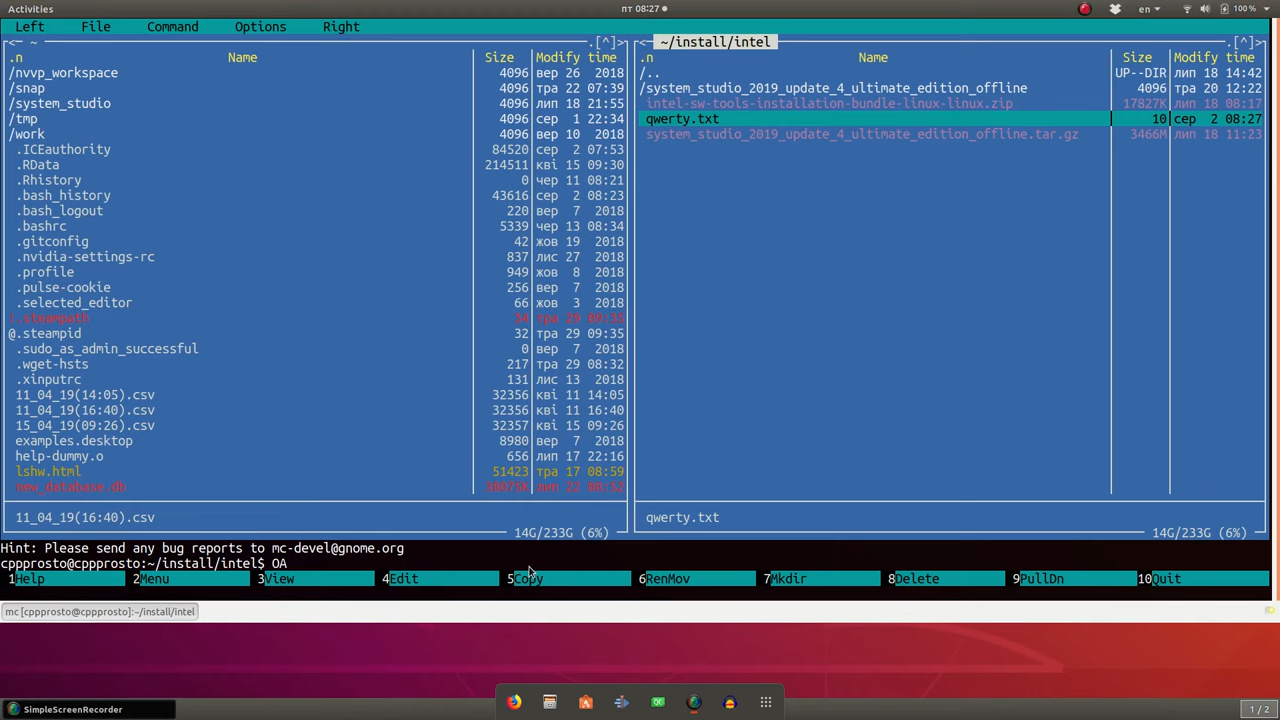 Activities
пт 08:27
en
100 %
Left File Command Options Right
<─ ~ .[^]>
<─ ~/install/intel .[^]>
.n Name Size Modify time
/nvvp_workspace 4096 вер 26 2018
/snap 4096 тра 22 07:39
/system_studio 4096 лип 18 21:55
/tmp 4096 сер 1 22:34
/work 4096 вер 10 2018
.ICEauthority 84520 сер 2 07:53
.RData 214511 кві 15 09:30
.Rhistory 0 чер 11 08:21
.bash_history 43616 сер 2 08:23
.bash_logout 220 вер 7 2018
.bashrc 5339 чер 13 08:34
.gitconfig 42 жов 19 2018
.nvidia-settings-rc 837 лис 27 2018
.profile 949 жов 8 2018
.pulse-cookie 256 вер 7 2018
.selected_editor 66 жов 3 2018
!.steampath 34 тра 29 09:31
@.steampid 32 тра 29 09:35
.sudo_as_admin_successful 0 вер 7 2018
.wget-hsts 217 тра 29 08:32
.xinputrc 131 лис 13 2018
11_04_19(14:05).csv 32356 кві 11 14:05
11_04_19(16:40).csv 32356 кві 11 16:40
15_04_19(09:26).csv 32357 кві 15 09:26
examples.desktop 8980 вер 7 2018
help-dummy.o 656 лип 17 22:16
lshw.html 51423 тра 17 08:59
new_database.db 38075K лип 22 08:52
11_04_19(16:40).csv
14G/233G (6%)
.n Name Size Modify time
/.. UP--DIR лип 18 14:42
/system_studio_2019_update_4_ultimate_edition_offline 4096 тра 20 12:22
intel-sw-tools-installation-bundle-linux-linux.zip 17827K лип 18 08:17
qwerty.txt 10 сер 2 08:27
system_studio_2019_update_4_ultimate_edition_offline.tar.gz 3466M лип 18 11:23
qwerty.txt
14G/233G (6%)
Hint: Please send any bug reports to mc-devel@gnome.org
cppprosto@cppprosto:~/install/intel$ OA
1Help 2Menu 3View 4Edit 5Copy 6RenMov 7Mkdir 8Delete 9PullDn 10Quit
mc [cppprosto@cppprosto]:~/install/intel
SimpleScreenRecorder
1 / 2